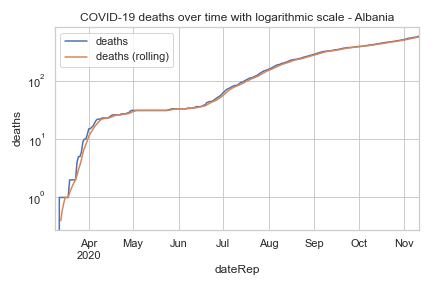 COVID-19 deaths over time with logarithmic scale - Albania
deaths
deaths (rolling)
deaths
10²
10¹
10⁰
Apr May Jun Jul Aug Sep Oct Nov
2020
dateRep